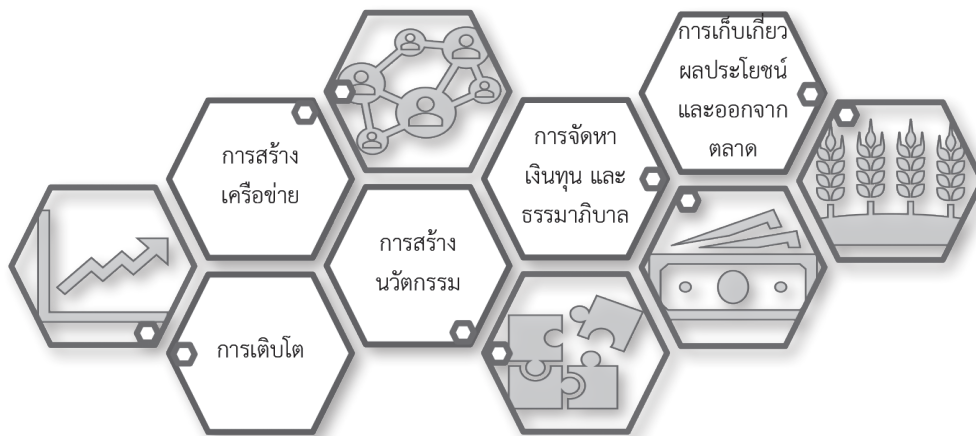 การสร้าง
เครือข่าย
การเติบโต
การสร้าง
นวัตกรรม
การจัดหา
เงินทุน และ
ธรรมาภิบาล
การเก็บเกี่ยว
ผลประโยชน์
และออกจาก
ตลาด